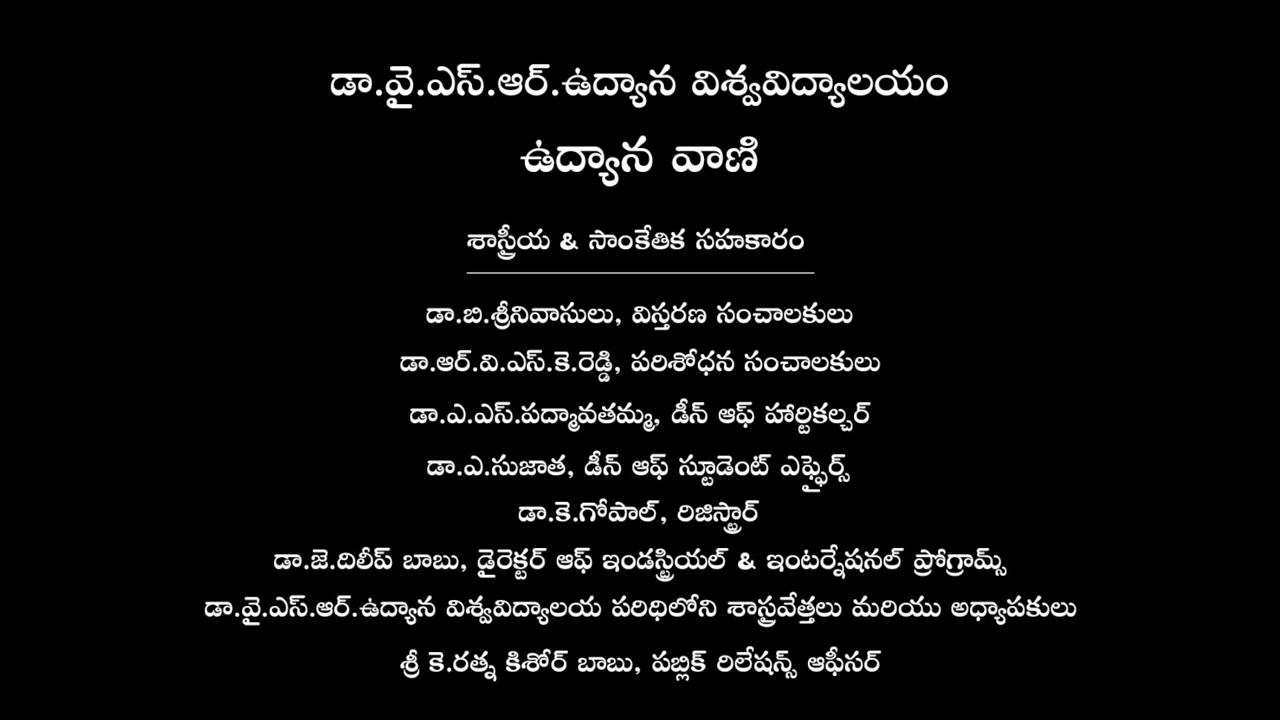 డా.వై.ఎస్.ఆర్.ఉద్యాన విశ్వవిద్యాలయం
ఉద్యాన వాణి
శాస్త్రీయ & సాంకేతిక సహకారం
డా.బి.శ్రీనివాసులు, విస్తరణ సంచాలకులు
డా.ఆర్.వి.ఎస్.కె.రెడ్డి, పరిశోధన సంచాలకులు
డా.ఎ.ఎస్.పద్మావతమ్మ, డీన్ ఆఫ్ హార్టికల్చర్
డా.ఎ.సుజాత, డీన్ ఆఫ్ స్టూడెంట్ ఎఫ్ఫైర్స్
డా.కె.గోపాల్, రిజిస్ట్రార్
డా.జె.దిలీప్ బాబు, డైరెక్టర్ ఆఫ్ ఇండస్ట్రియల్ & ఇంటర్నేషనల్ ప్రోగ్రామ్స్
డా.వై.ఎస్.ఆర్.ఉద్యాన విశ్వవిద్యాలయ పరిధిలోని శాస్త్రవేత్తలు మరియు అధ్యాపకులు
శ్రీ కె.రత్న కిశోర్ బాబు, పబ్లిక్ రిలేషన్స్ ఆఫీసర్